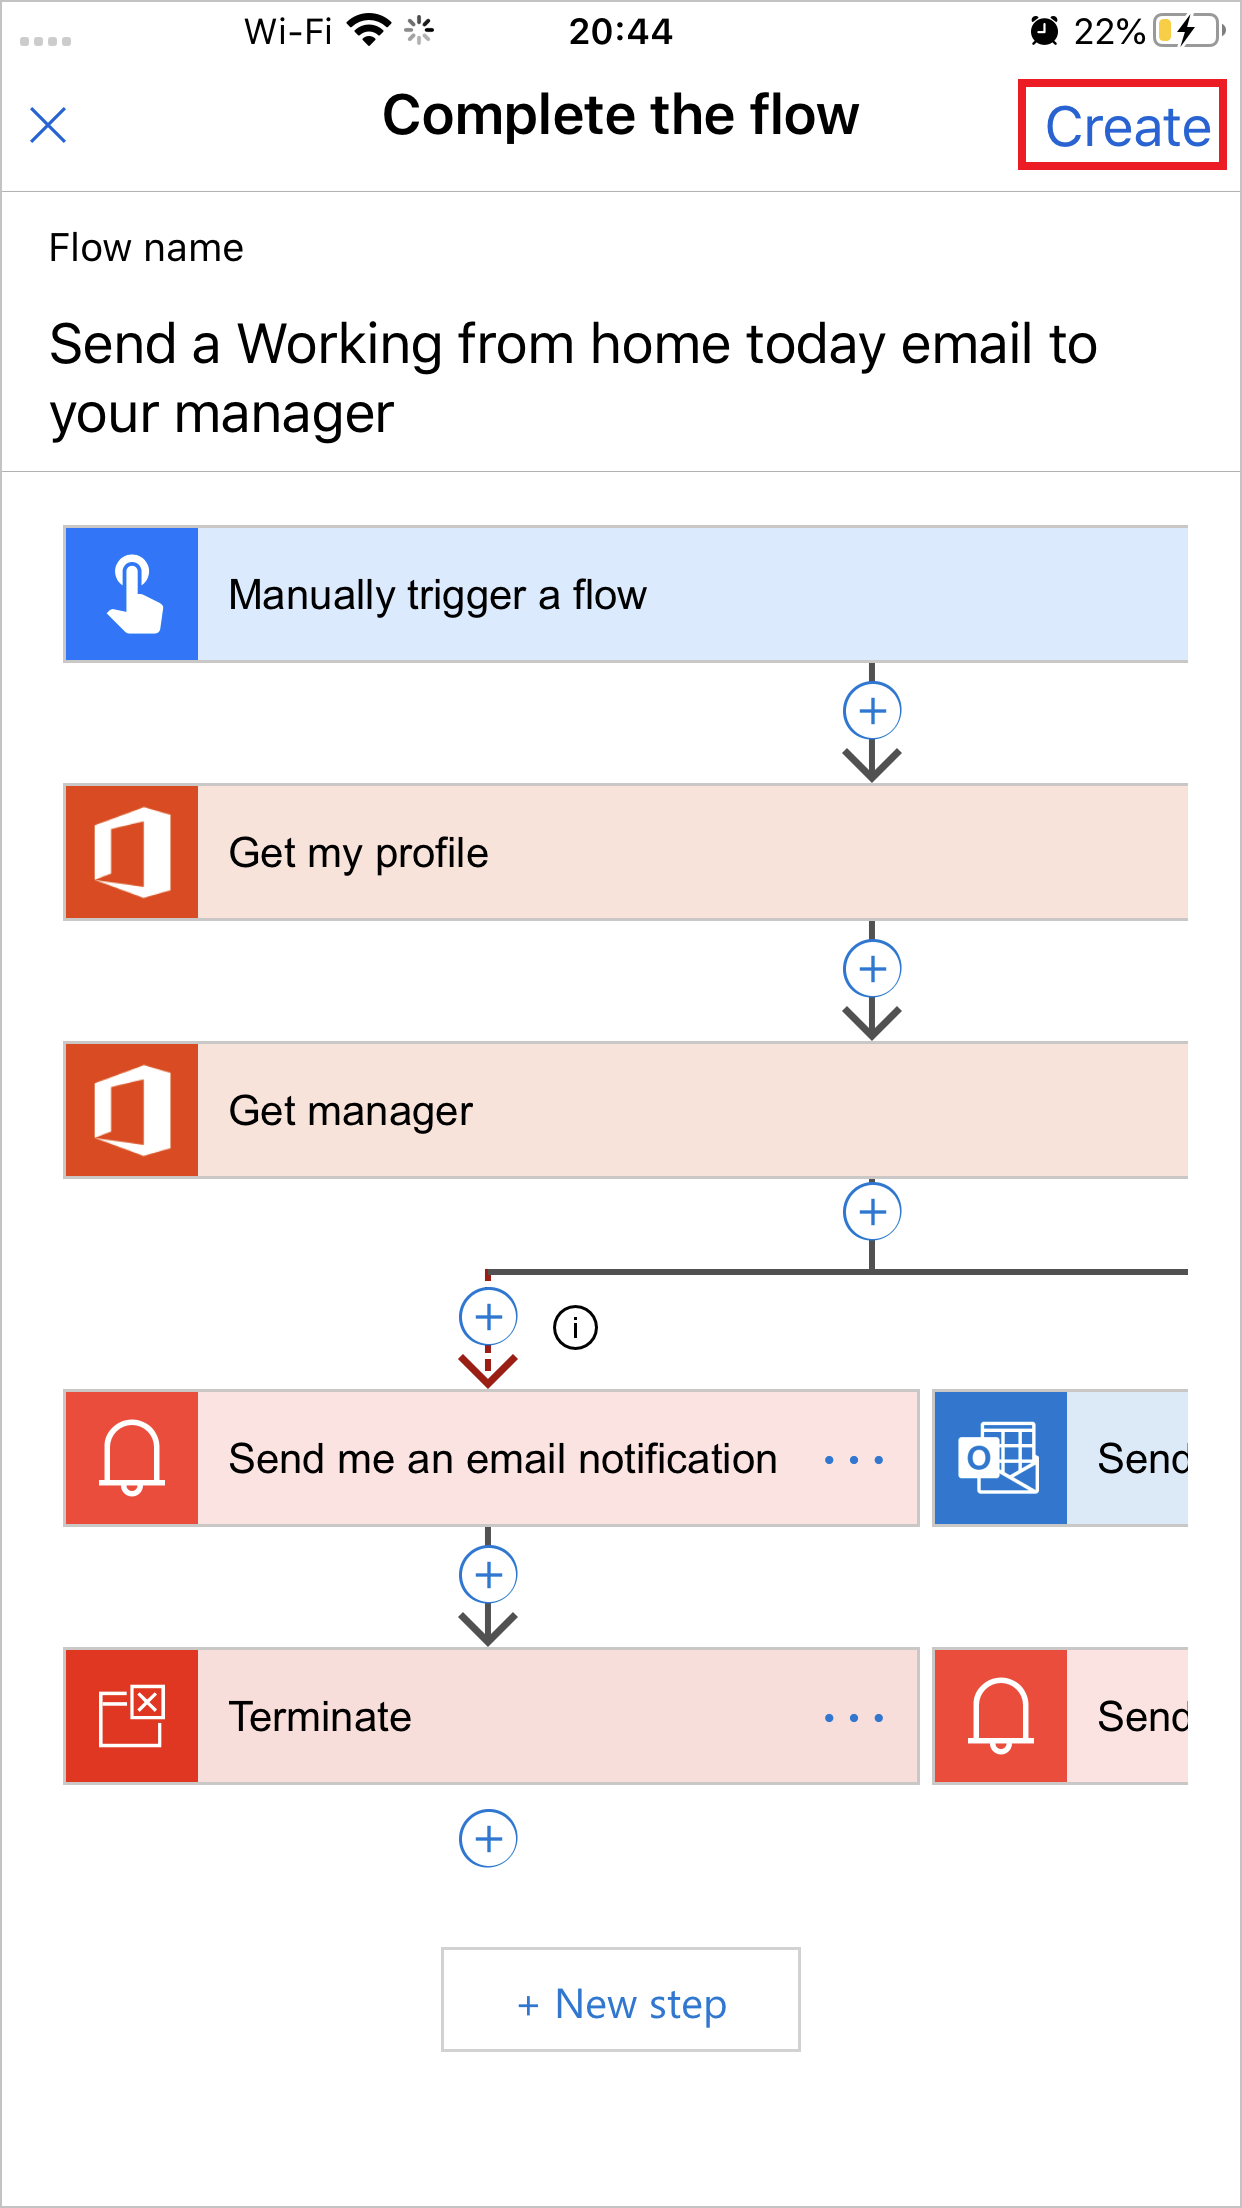 Wi-Fi 20:44 22%
Complete the flow
Create
Flow name
Send a Working from home today email to
your manager
Manually trigger a flow
Get my profile
Get manager
i
Send me an email notification ... Send
Terminate ... Send
+ New step